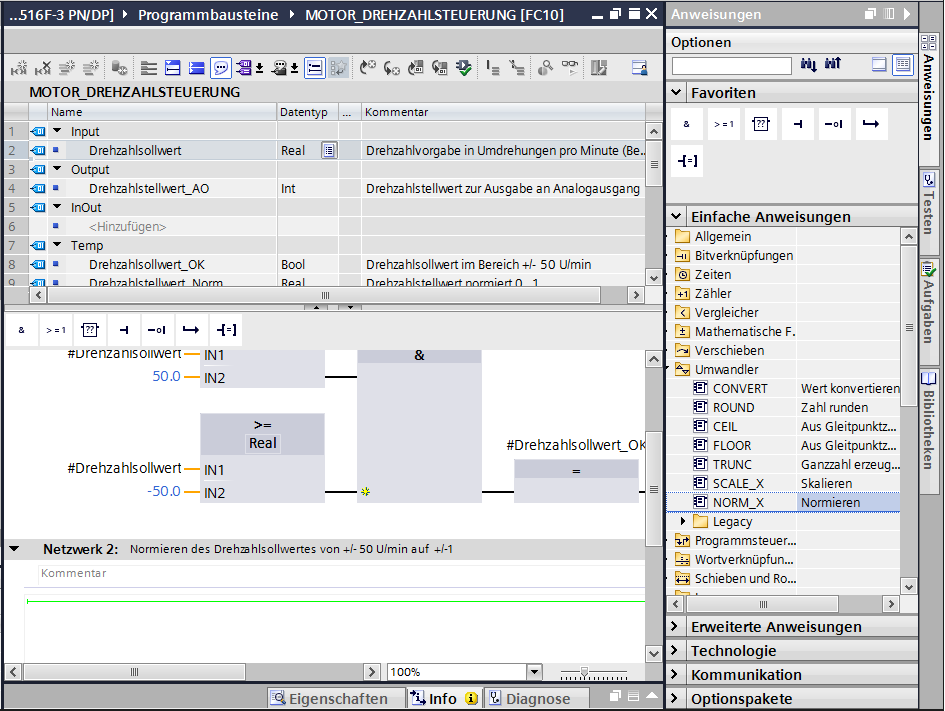 ..516F-3 PN/DP] Programmbausteine MOTOR_DREHZAHLSTEUERUNG [FC10]
MOTOR_DREHZAHLSTEUERUNG
Name Datentyp ... Kommentar
1 Input
2 Drehzahlsollwert Real Drehzahlvorgabe in Umdrehungen pro Minute (Be..
3 Output
4 Drehzahlstellwert_AO Int Drehzahlstellwert zur Ausgabe an Analogausgang
5 InOut
6 <Hinzufügen>
7 Temp
8 Drehzahlsollwert_OK Bool Drehzahlsollwert im Bereich +/- 50 U/min
9 Drehzahlsollwert_Norm Real Drehzahlstellwert normiert 0...1
& >=1 ?? -o|
#Drehzahlsollwert IN1 &
50.0 IN2
>=
Real
#Drehzahlsollwert IN1
-50.0 IN2
#Drehzahlsollwert_OK
=
Netzwerk 2: Normieren des Drehzahlsollwertes von +/- 50 U/min auf +/-1
Kommentar
100%
Eigenschaften Info Diagnose
Anweisungen
Optionen
Favoriten
& >=1 ?? -o|
Einfache Anweisungen
Allgemein
Bitverknüpfungen
Zeiten
Zähler
Vergleicher
Mathematische F.
Verschieben
Umwandler
CONVERT Wert konvertieren
ROUND Zahl runden
CEIL Aus Gleitpunktz...
FLOOR Aus Gleitpunktz...
TRUNC Ganzzahl erzeug...
SCALE_X Skalieren
NORM_X Normieren
Legacy
Programmsteuer...
Wortverknüpfun...
Schieben und Ro...
Erweiterte Anweisungen
Technologie
Kommunikation
Optionspakete
Anweisungen
Testen
Aufgaben
Bibliotheken